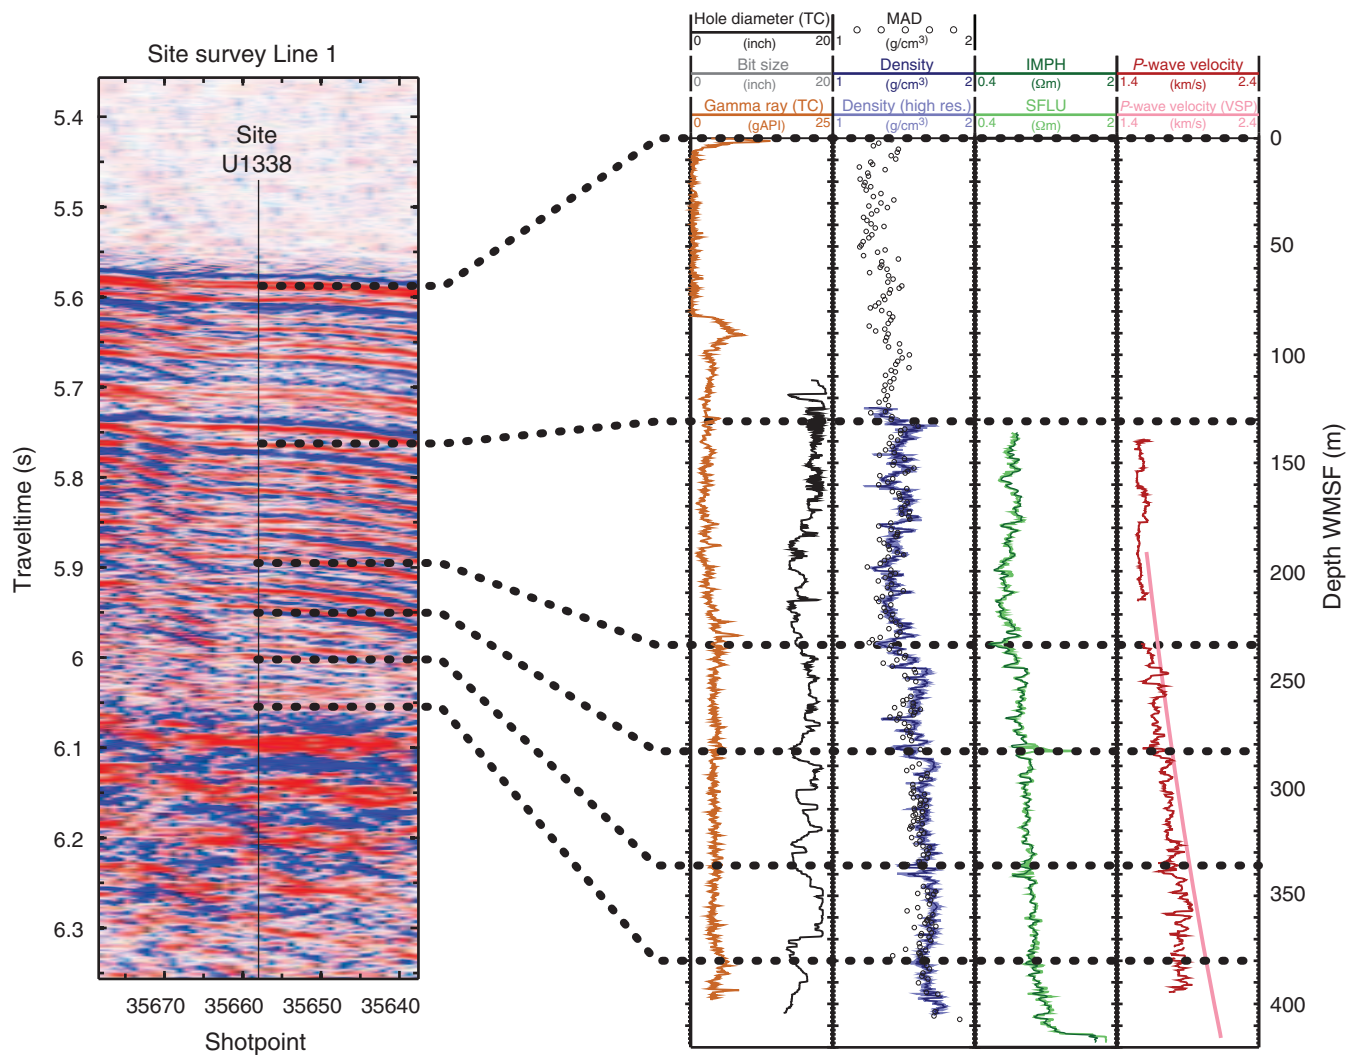 Site survey Line 1
Site
U1338
5.4
5.5
5.6
5.7
5.8
5.9
6
6.1
6.2
6.3
Traveltime (s)
35670 35660 35650 35640
Shotpoint
Hole diameter (TC) MAD
0 (inch) 20 1 (g/cm³) 2
Bit size Density IMPH P-wave velocity
0 (inch) 20 1 (g/cm³) 2 0.4 (Ωm) 2 1.4 (km/s) 2.4
Gamma ray (TC) Density (high res.) SFLU P-wave velocity (VSP)
0 (gAPI) 25 1 (g/cm³) 2 0.4 (Ωm) 2 1.4 (km/s) 2.4
0
50
100
150
200
250
300
350
400
Depth WMSF (m)